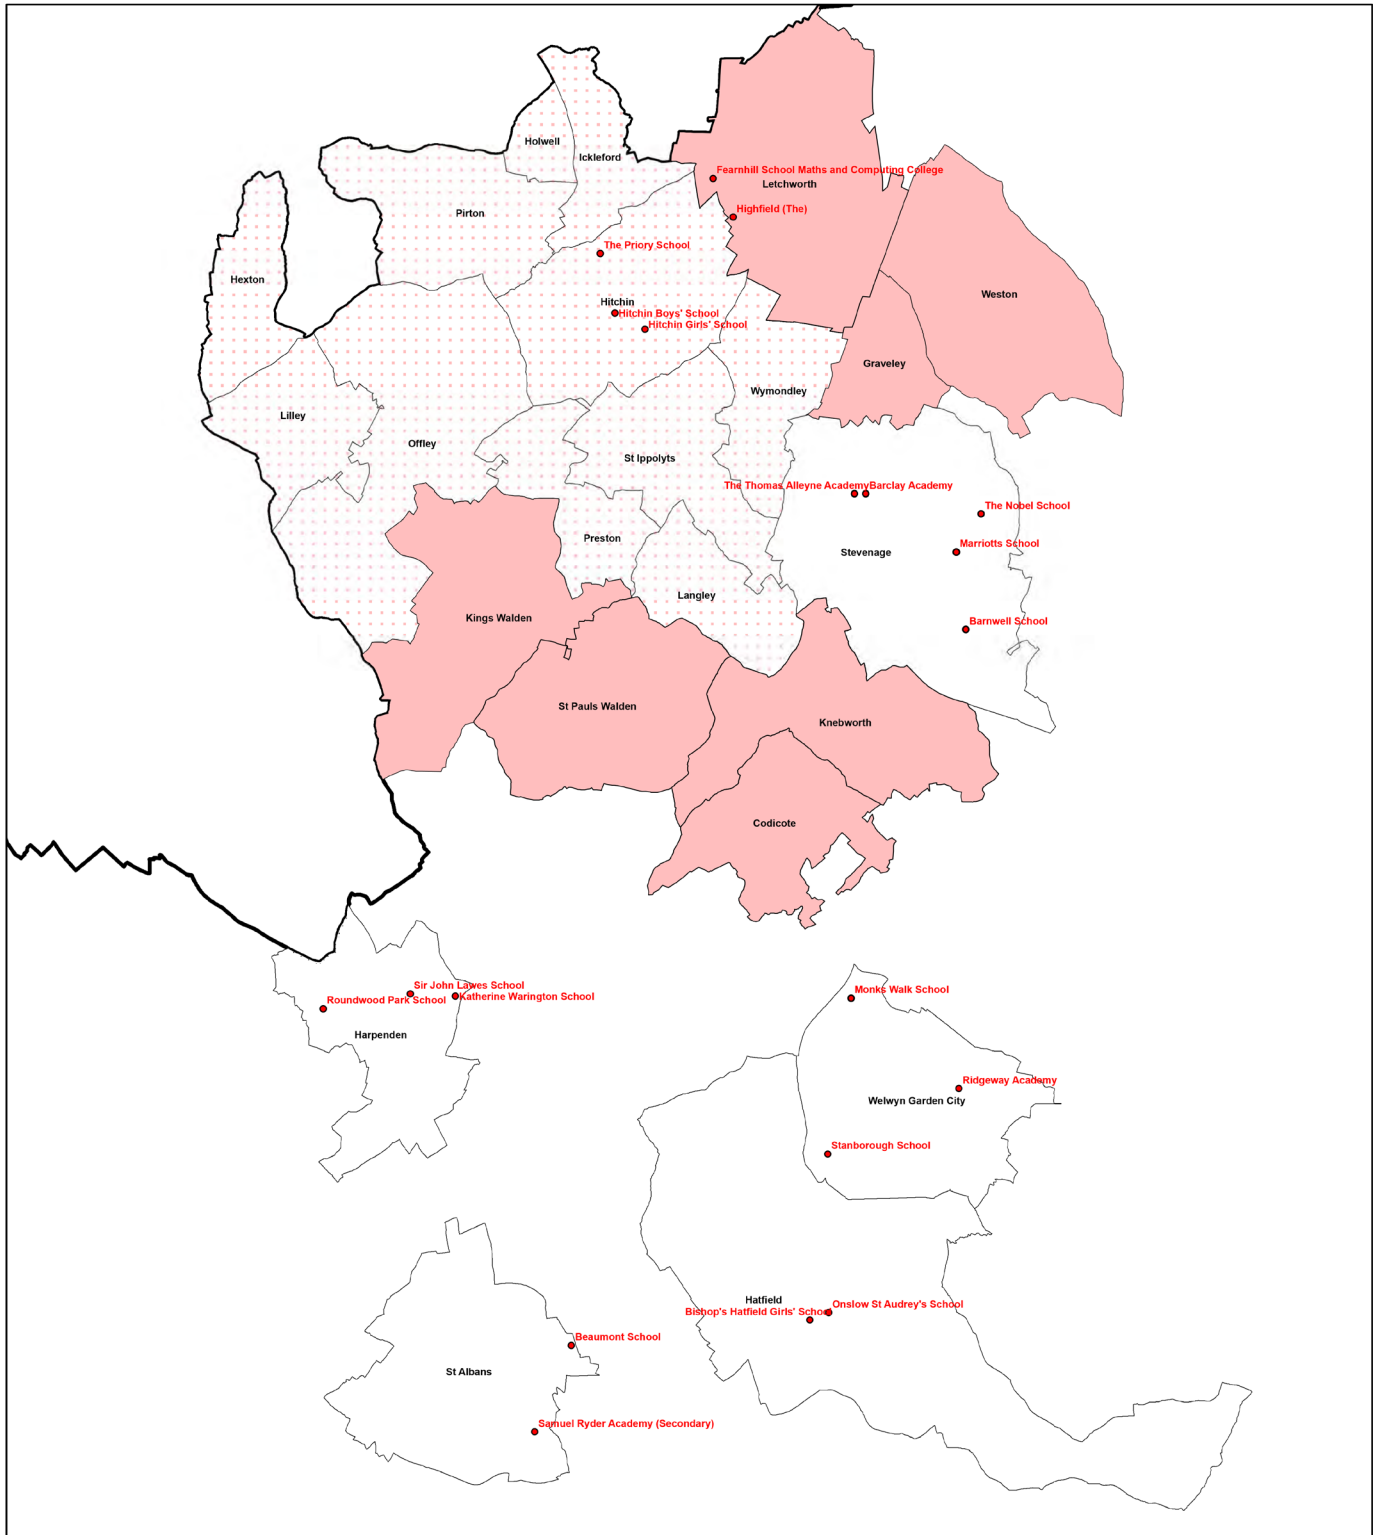 Holwell
Ickleford
Fearnhill School Maths and Computing College
Letchworth
Highfield (The)
Pirton
The Priory School
Hexton
Weston
Hitchin
Hitchin Boys' School
Hitchin Girls' School
Graveley
Wymondley
Lilley
Offley
St Ippolyts
The Thomas Alleyne Academy
Barclay Academy
The Nobel School
Preston
Marriotts School
Stevenage
Langley
Kings Walden
Barnwell School
St Pauls Walden
Knebworth
Codicote
Sir John Lawes School
Roundwood Park School
Katherine Warington School
Monks Walk School
Harpenden
Ridgeway Academy
Welwyn Garden City
Stanborough School
Hatfield
Onslow St Audrey's School
Bishop's Hatfield Girls' School
Beaumont School
St Albans
Samuel Ryder Academy (Secondary)